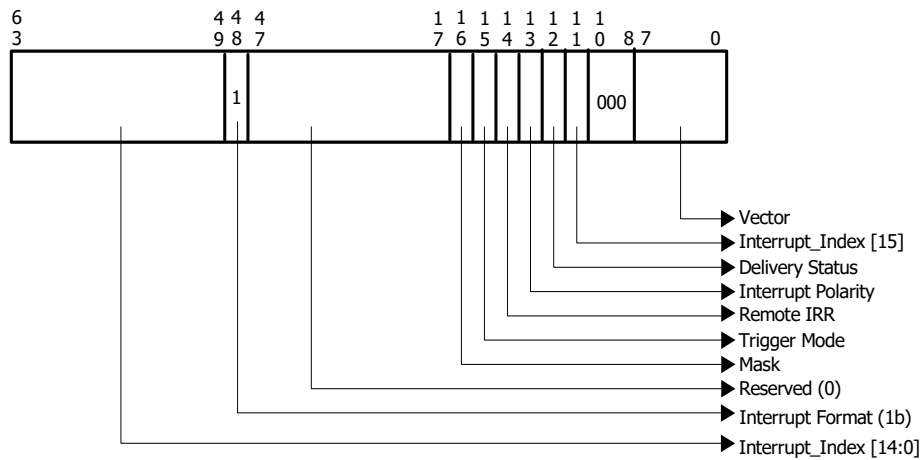 6 4 4 4 1 1 1 1 1 1 1 1
3 9 8 7 7 6 5 4 3 2 1 0 8 7 0
1
000
Vector
Interrupt_Index [15]
Delivery Status
Interrupt Polarity
Remote IRR
Trigger Mode
Mask
Reserved (0)
Interrupt Format (1b)
Interrupt_Index [14:0]